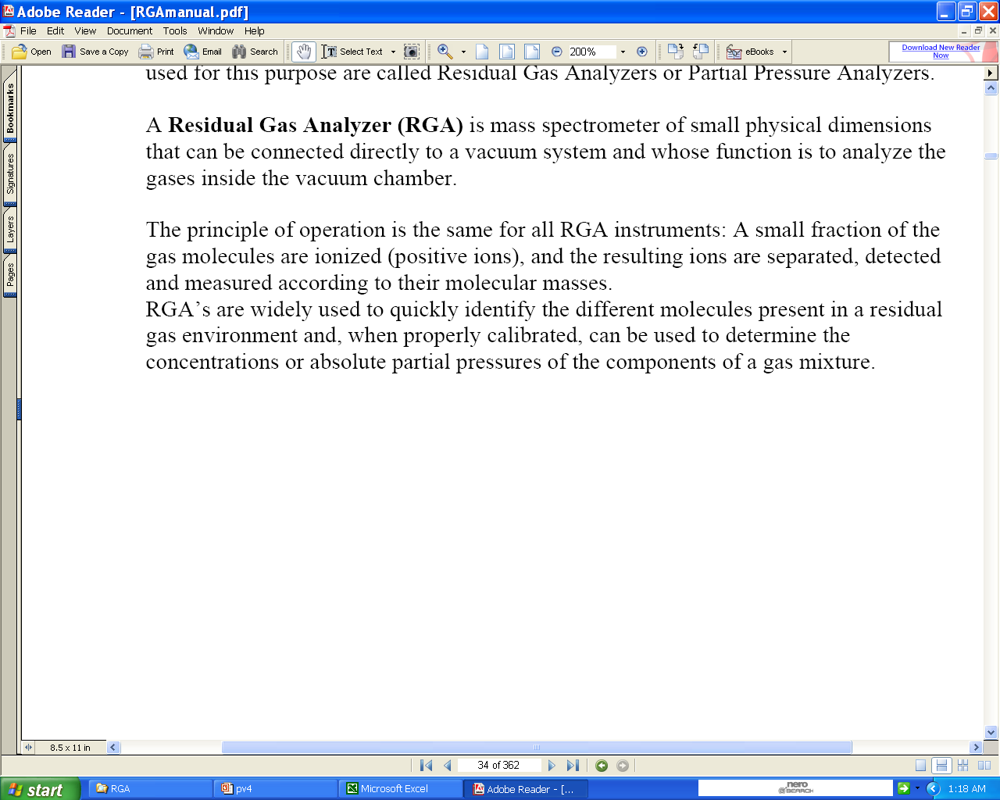 Adobe Reader - [RGAmanual.pdf]
File Edit View Document Tools Window Help
Open Save a Copy Print Email Search Select Text 200% eBooks Download New Reader Now
used for this purpose are called Residual Gas Analyzers or Partial Pressure Analyzers.
A Residual Gas Analyzer (RGA) is mass spectrometer of small physical dimensions
that can be connected directly to a vacuum system and whose function is to analyze the
gases inside the vacuum chamber.
The principle of operation is the same for all RGA instruments: A small fraction of the
gas molecules are ionized (positive ions), and the resulting ions are separated, detected
and measured according to their molecular masses.
RGA’s are widely used to quickly identify the different molecules present in a residual
gas environment and, when properly calibrated, can be used to determine the
concentrations or absolute partial pressures of the components of a gas mixture.
Bookmarks
Signatures
Layers
Pages
8.5 x 11 in
34 of 362
start RGA pv4 Microsoft Excel Adobe Reader - [... nero SEARCH 1:18 AM